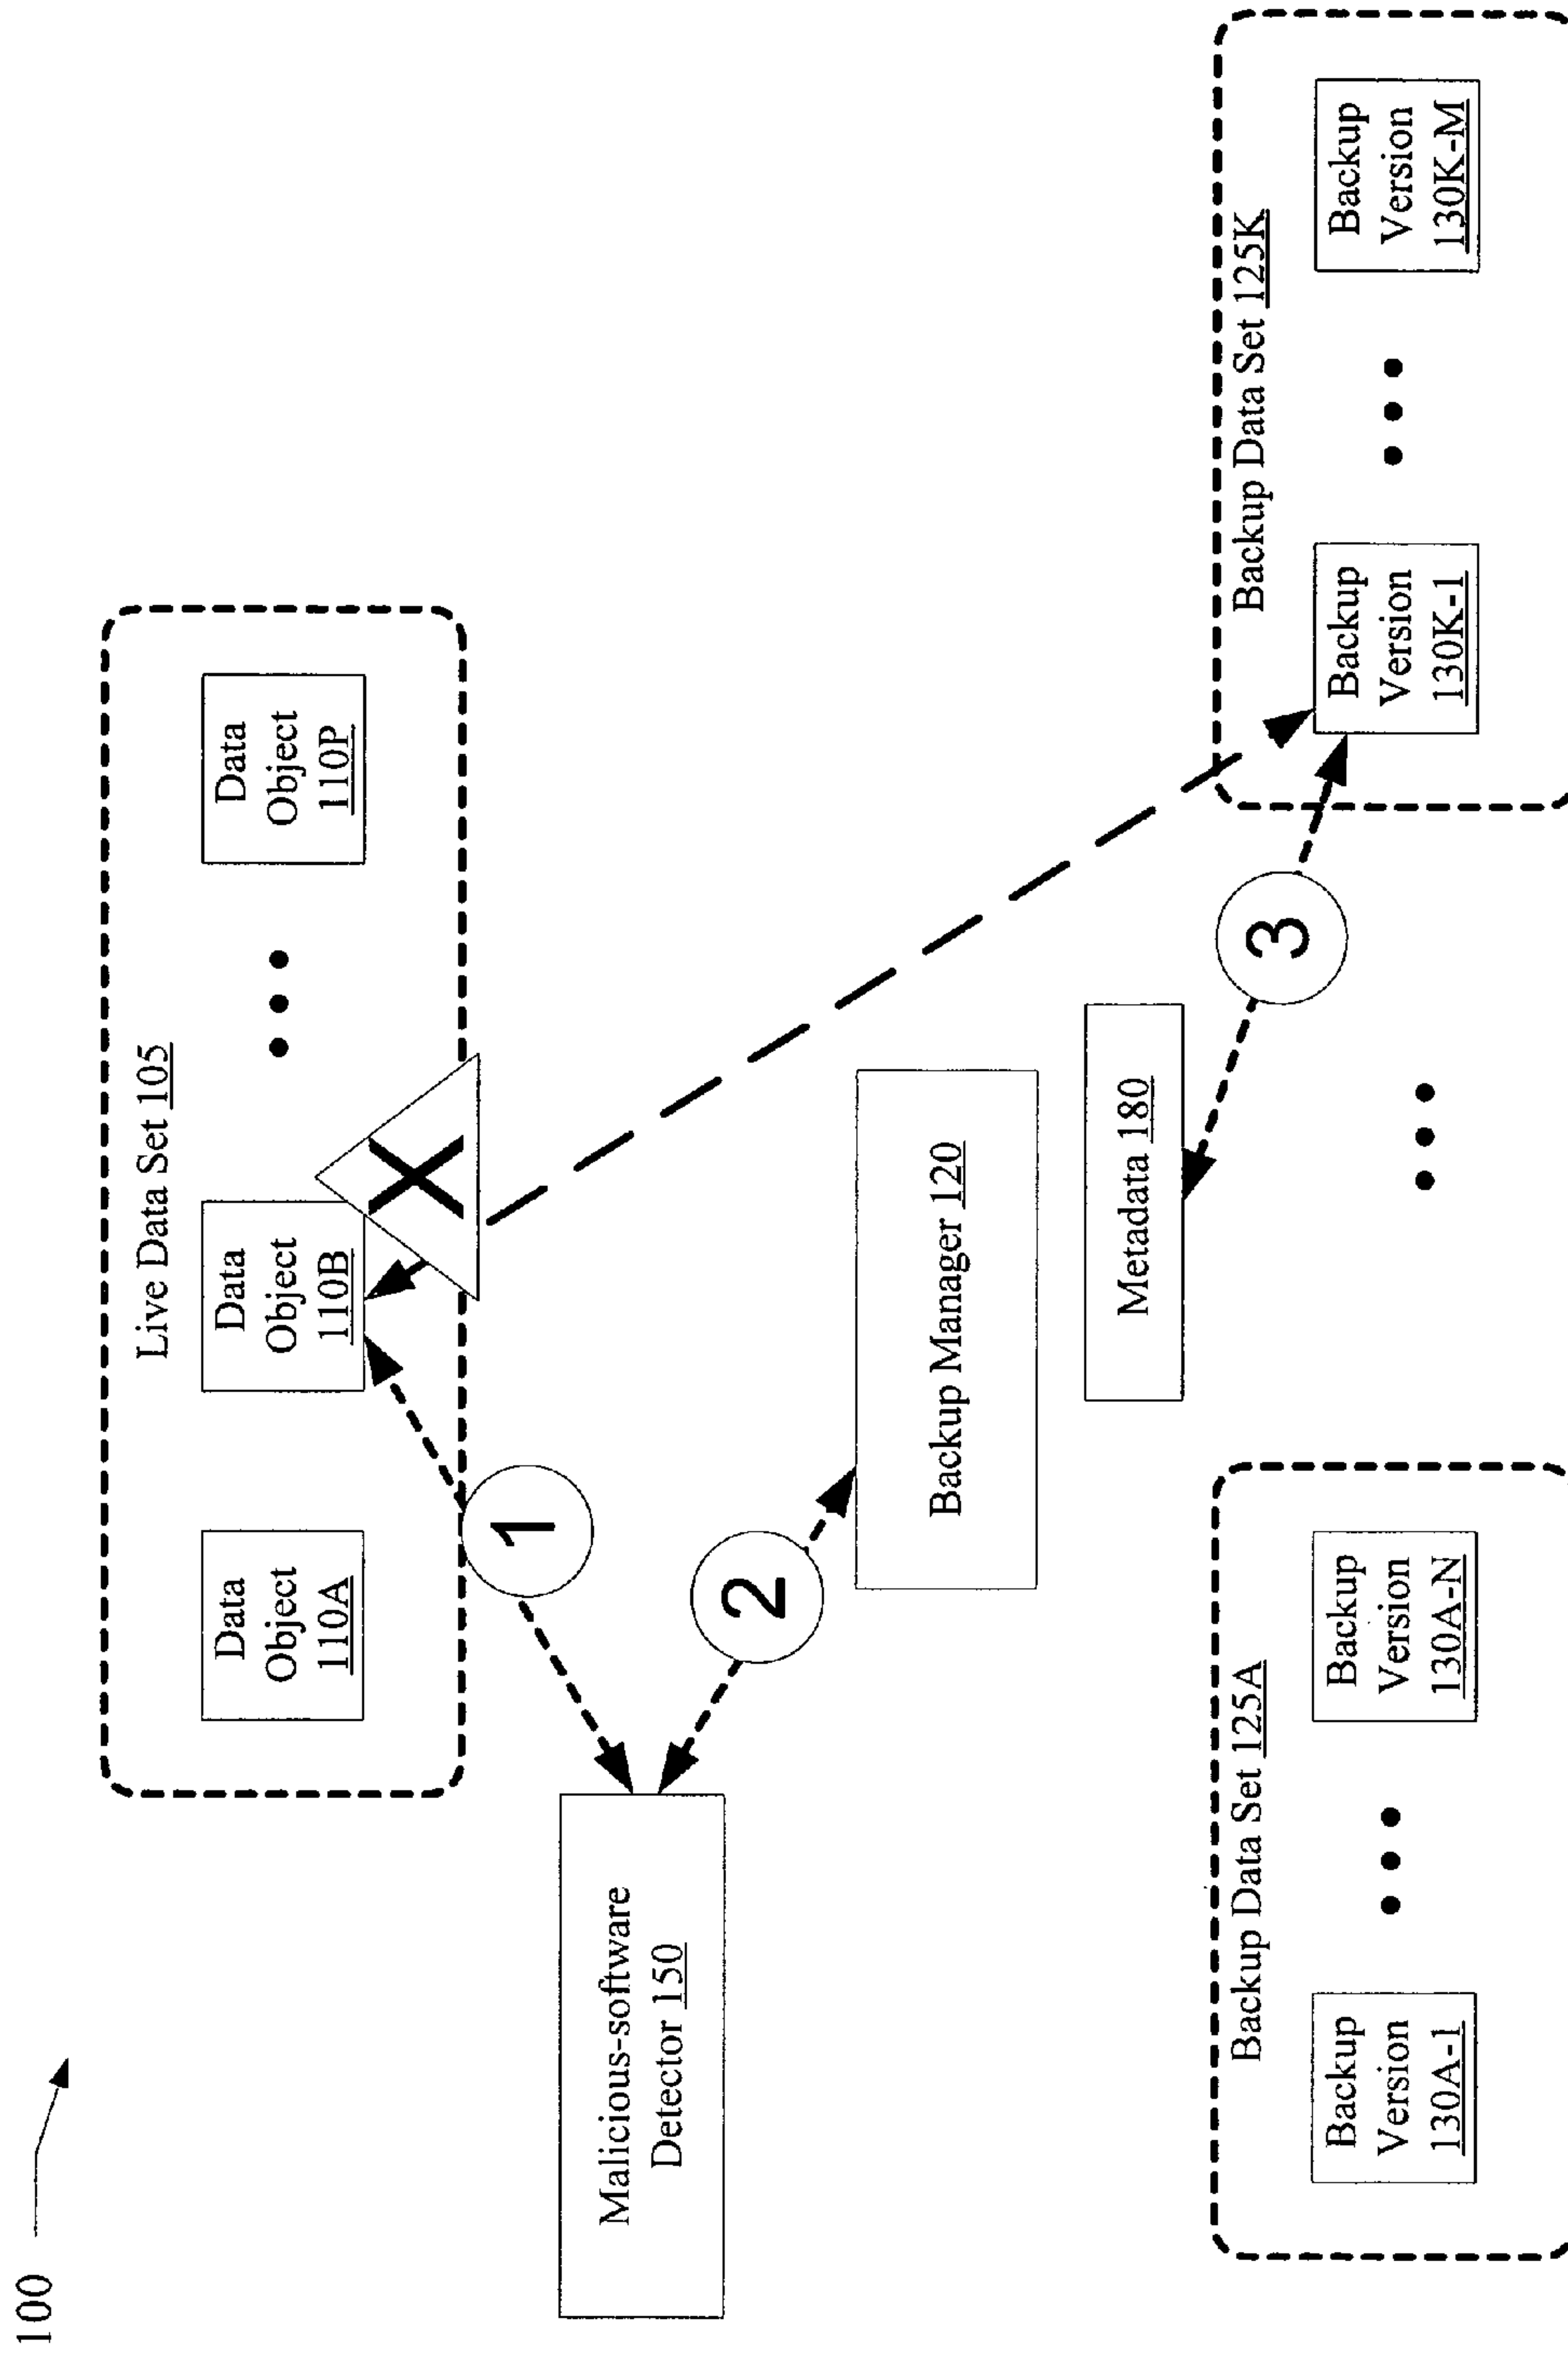 100
Live Data Set 105
Data
Object
110A
Data
Object
110B
Data
Object
110P
X
1
Malicious-software
Detector 150
2
Backup Manager 120
Metadata 180
3
Backup Data Set 125A
Backup
Version
130A-1
Backup
Version
130A-N
Backup Data Set 125K
Backup
Version
130K-1
Backup
Version
130K-M